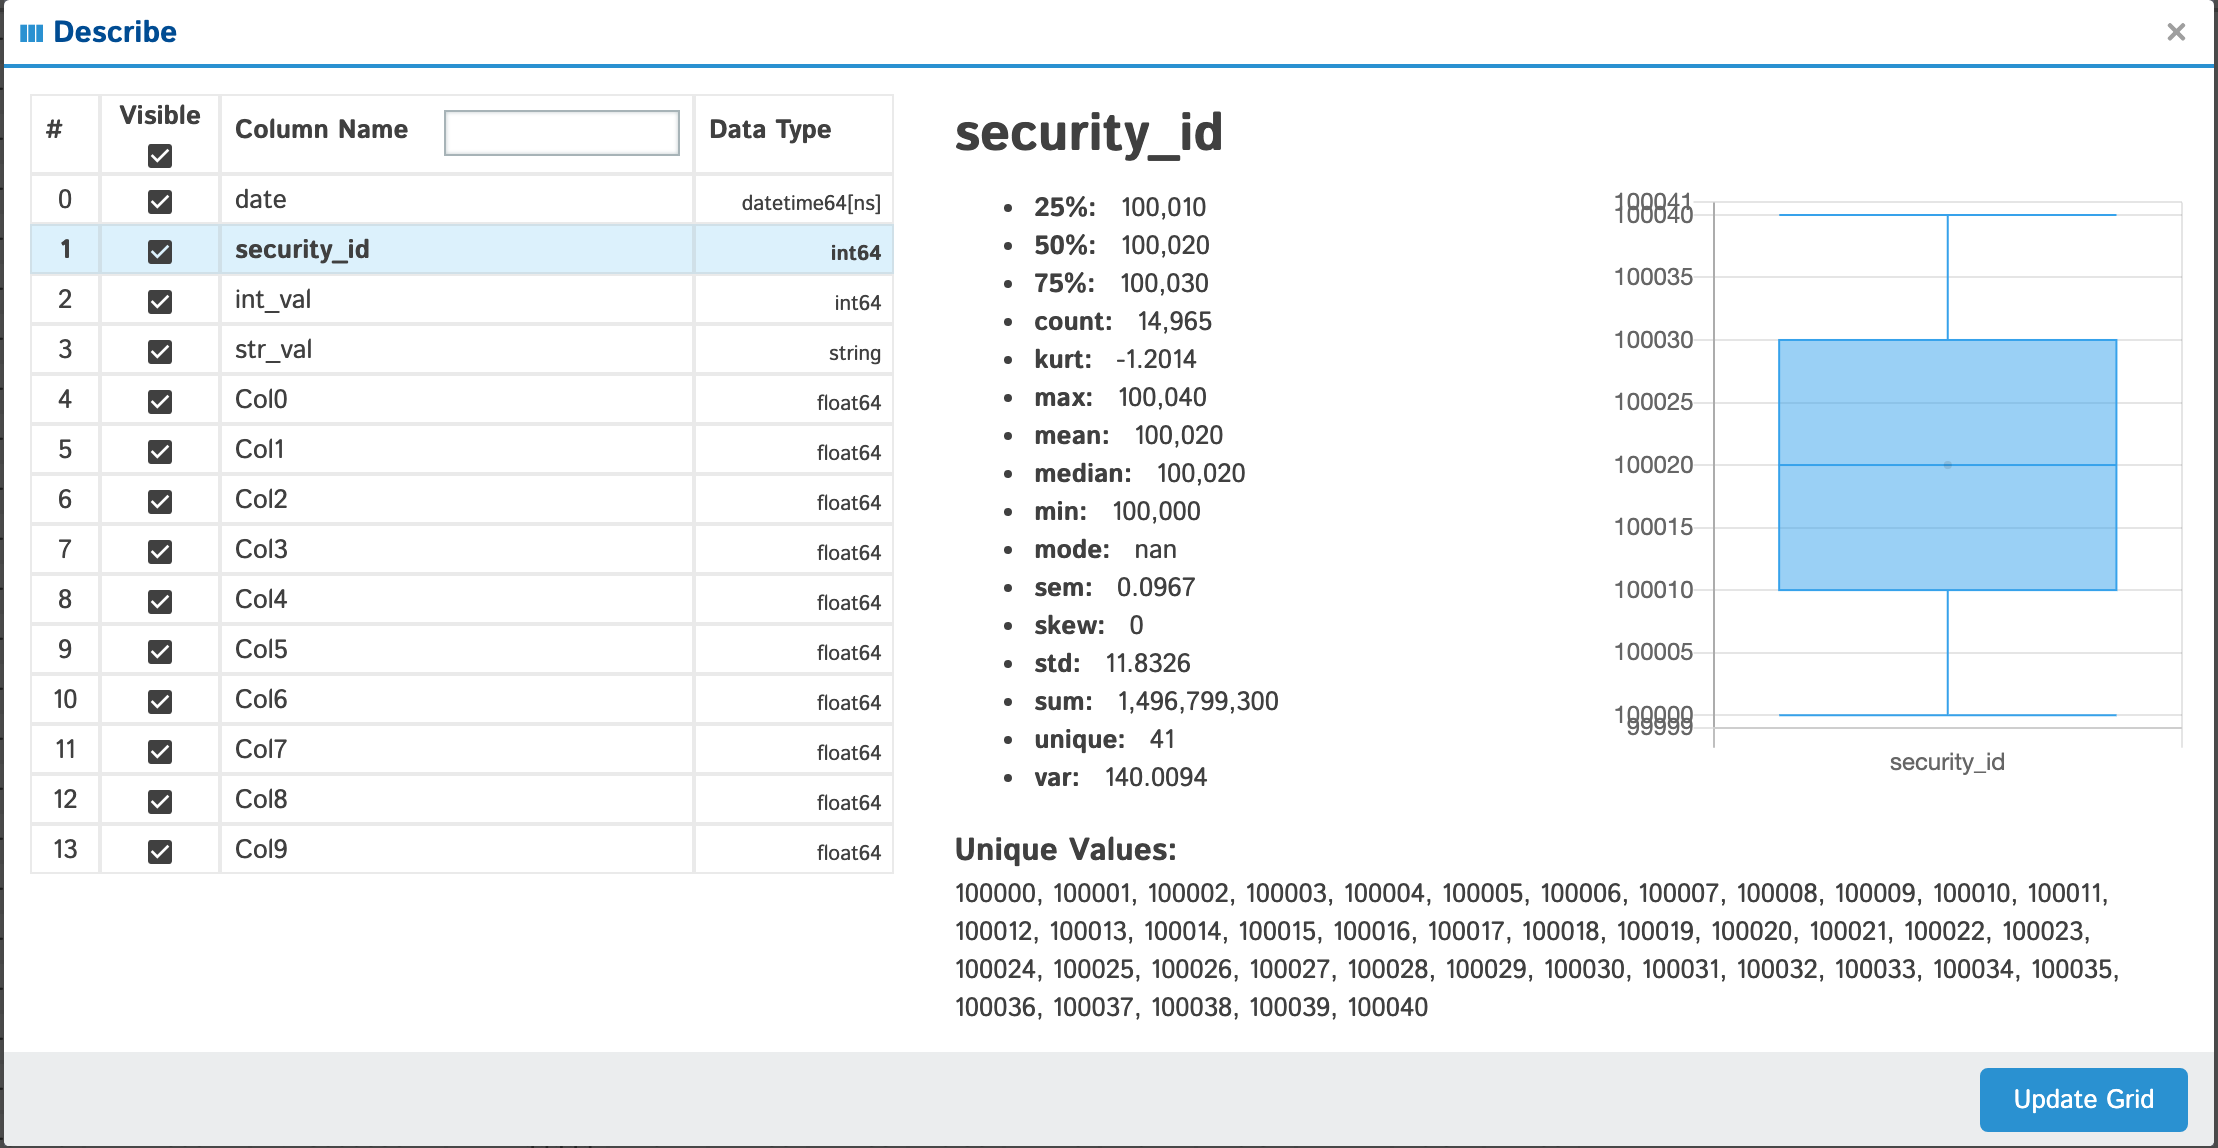 Describe
×
# Visible Column Name Data Type
0 date datetime64[ns]
1 security_id int64
2 int_val int64
3 str_val string
4 Col0 float64
5 Col1 float64
6 Col2 float64
7 Col3 float64
8 Col4 float64
9 Col5 float64
10 Col6 float64
11 Col7 float64
12 Col8 float64
13 Col9 float64
security_id
25%: 100,010
50%: 100,020
75%: 100,030
count: 14,965
kurt: -1.2014
max: 100,040
mean: 100,020
median: 100,020
min: 100,000
mode: nan
sem: 0.0967
skew: 0
std: 11.8326
sum: 1,496,799,300
unique: 41
var: 140.0094
100041
100040
100035
100030
100025
100020
100015
100010
100005
100000
99999
security_id
Unique Values:
100000, 100001, 100002, 100003, 100004, 100005, 100006, 100007, 100008, 100009, 100010, 100011,
100012, 100013, 100014, 100015, 100016, 100017, 100018, 100019, 100020, 100021, 100022, 100023,
100024, 100025, 100026, 100027, 100028, 100029, 100030, 100031, 100032, 100033, 100034, 100035,
100036, 100037, 100038, 100039, 100040
Update Grid